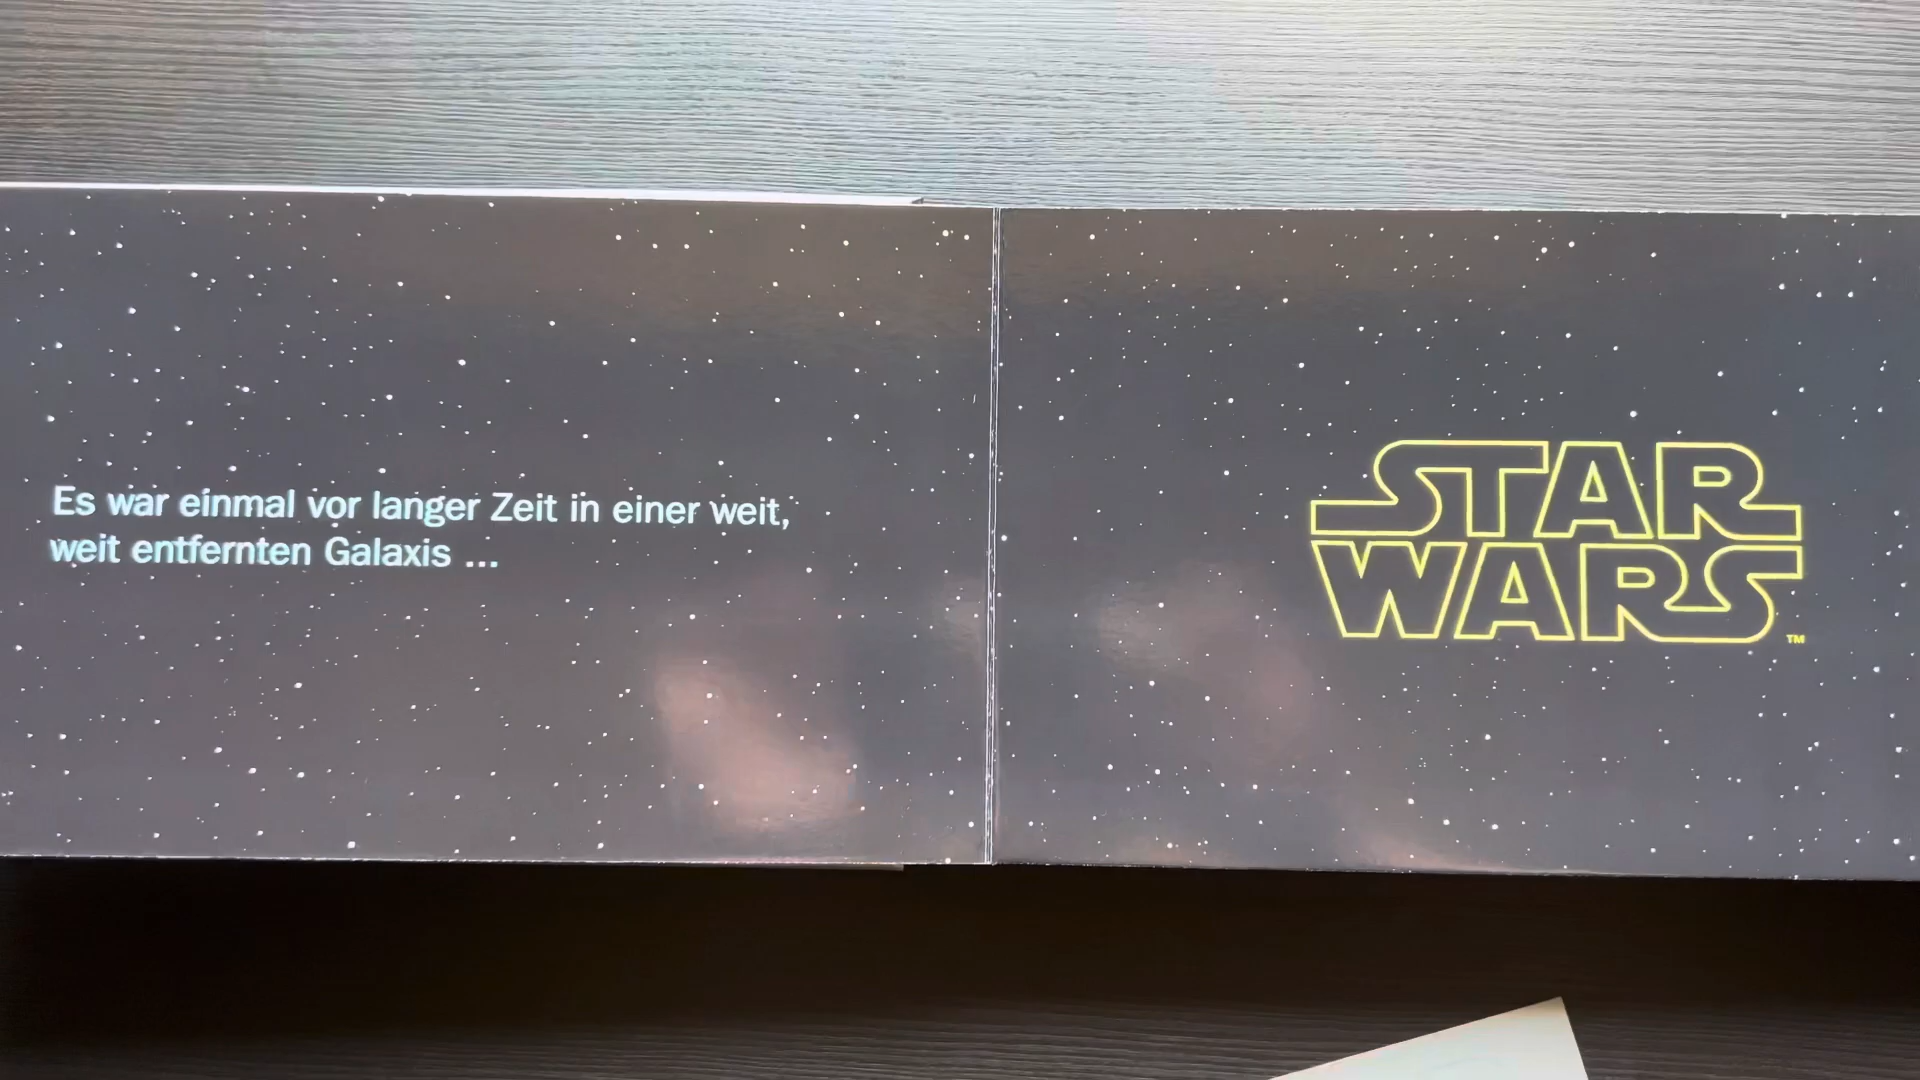 Es war einmal vor langer Zeit in einer weit,
weit entfernten Galaxis ...
STAR
WARS
TM